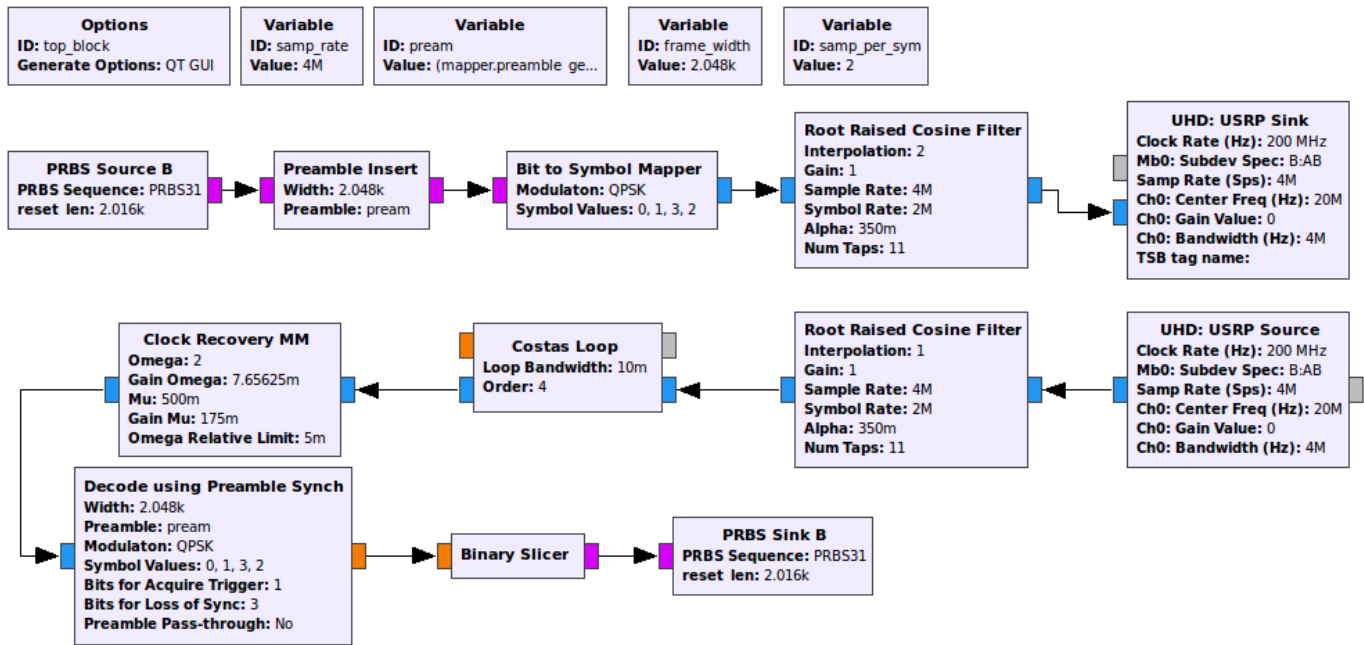 Options
ID: top_block
Generate Options: QT GUI
Variable
ID: samp_rate
Value: 4M
Variable
ID: pream
Value: (mapper.preamble_ge...
Variable
ID: frame_width
Value: 2.048k
Variable
ID: samp_per_sym
Value: 2
PRBS Source B
PRBS Sequence: PRBS31
reset_len: 2.016k
Preamble Insert
Width: 2.048k
Preamble: pream
Bit to Symbol Mapper
Modulaton: QPSK
Symbol Values: 0, 1, 3, 2
Root Raised Cosine Filter
Interpolation: 2
Gain: 1
Sample Rate: 4M
Symbol Rate: 2M
Alpha: 350m
Num Taps: 11
UHD: USRP Sink
Clock Rate (Hz): 200 MHz
Mb0: Subdev Spec: B:AB
Samp Rate (Sps): 4M
Ch0: Center Freq (Hz): 20M
Ch0: Gain Value: 0
Ch0: Bandwidth (Hz): 4M
TSB tag name:
Clock Recovery MM
Omega: 2
Gain Omega: 7.65625m
Mu: 500m
Gain Mu: 175m
Omega Relative Limit: 5m
Costas Loop
Loop Bandwidth: 10m
Order: 4
Root Raised Cosine Filter
Interpolation: 1
Gain: 1
Sample Rate: 4M
Symbol Rate: 2M
Alpha: 350m
Num Taps: 11
UHD: USRP Source
Clock Rate (Hz): 200 MHz
Mb0: Subdev Spec: B:AB
Samp Rate (Sps): 4M
Ch0: Center Freq (Hz): 20M
Ch0: Gain Value: 0
Ch0: Bandwidth (Hz): 4M
Decode using Preamble Synch
Width: 2.048k
Preamble: pream
Modulaton: QPSK
Symbol Values: 0, 1, 3, 2
Bits for Acquire Trigger: 1
Bits for Loss of Sync: 3
Preamble Pass-through: No
Binary Slicer
PRBS Sink B
PRBS Sequence: PRBS31
reset_len: 2.016k